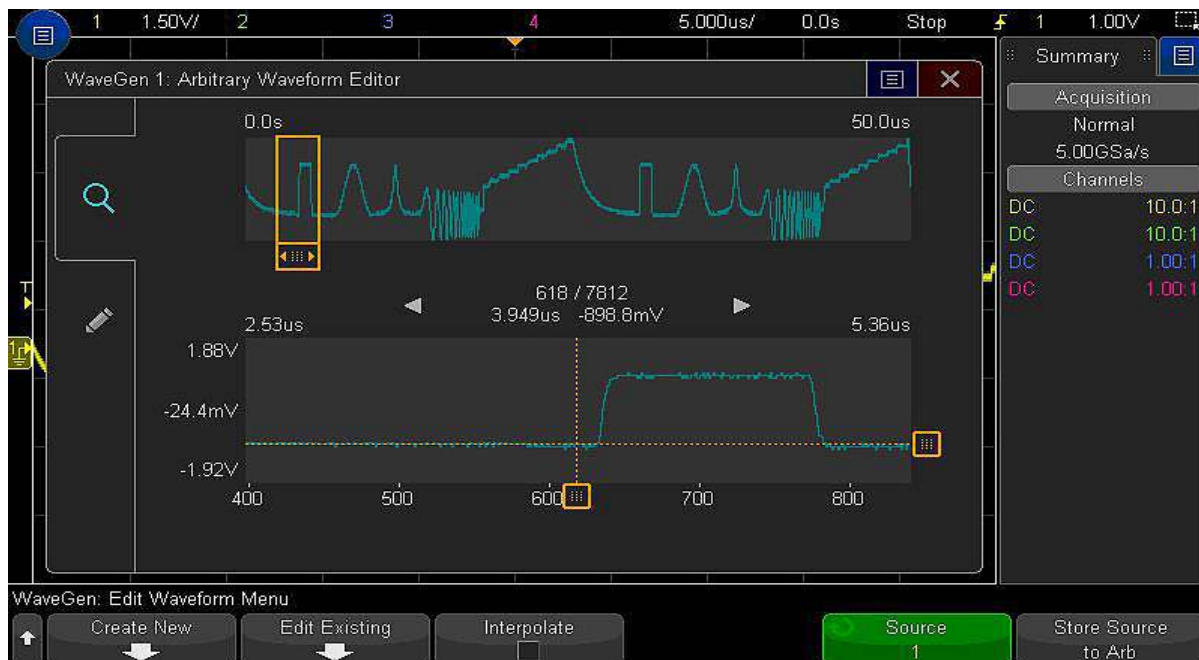 1 1.50V/ 2 3 4 5.000us/ 0.0s Stop 1 1.00V
Summary
WaveGen 1: Arbitrary Waveform Editor
Acquisition
Normal
5.00GSa/s
Channels
DC 10.0:1
DC 10.0:1
DC 1.00:1
DC 1.00:1
0.0s 50.0us
T
618 / 7812
3.949us -898.8mV
2.53us 5.36us
1
1.88V
-24.4mV
-1.92V
400 500 600 700 800
WaveGen: Edit Waveform Menu
Create New Edit Existing Interpolate Source Store Source
1 to Arb